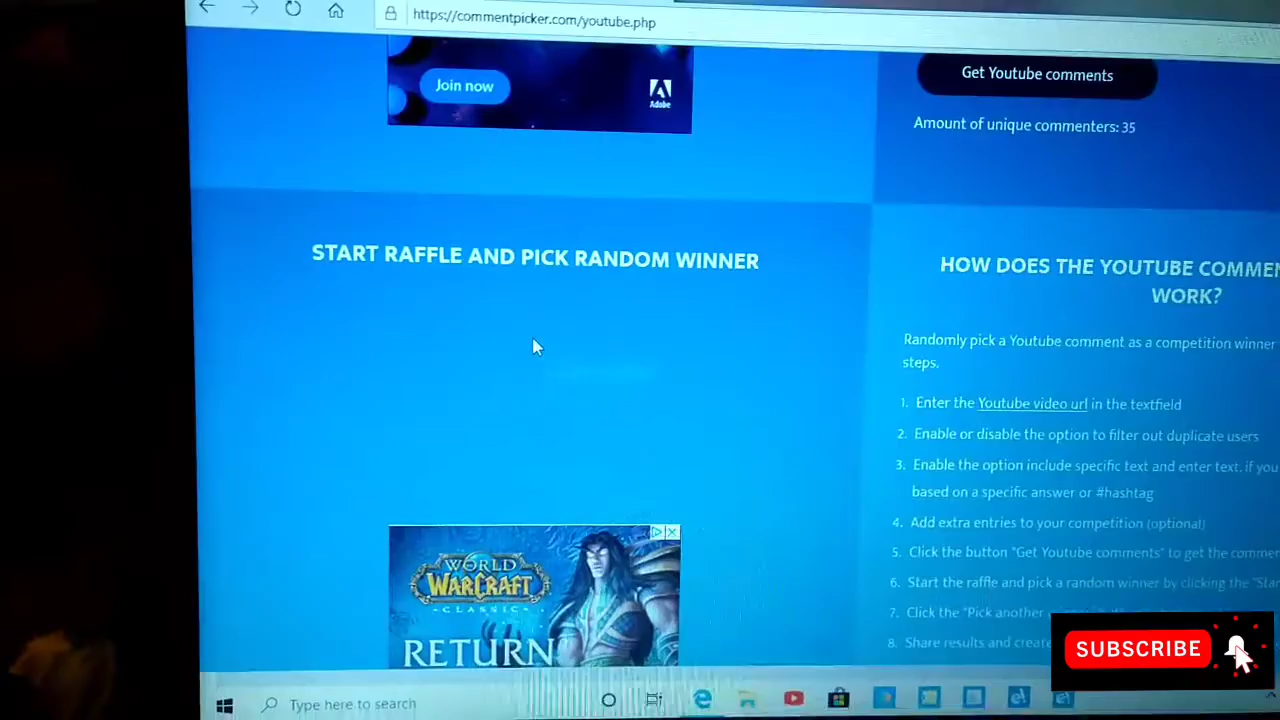 https://commentpicker.com/youtube.php
Join now
Adobe
Get Youtube comments
Amount of unique commenters: 35
START RAFFLE AND PICK RANDOM WINNER
HOW DOES THE YOUTUBE
WORK?
Randomly pick a Youtube comment as a competition winner
steps.
1. Enter the Youtube video url in the textfield
2. Enable or disable the option to filter out duplicate users
3. Enable the option include specific text and enter text. if you
based on a specific answer or #hashtag
4. Add extra entries to your competition (optional)
5. Click the button "Get Youtube comments" to get the
6. Start the raffle and pick a random winner by clicking the
7. Click the "Pick another
8. Share results and create
WORLD
WARCRAFT
CLASSIC
RETURN
SUBSCRIBE
Type here to search